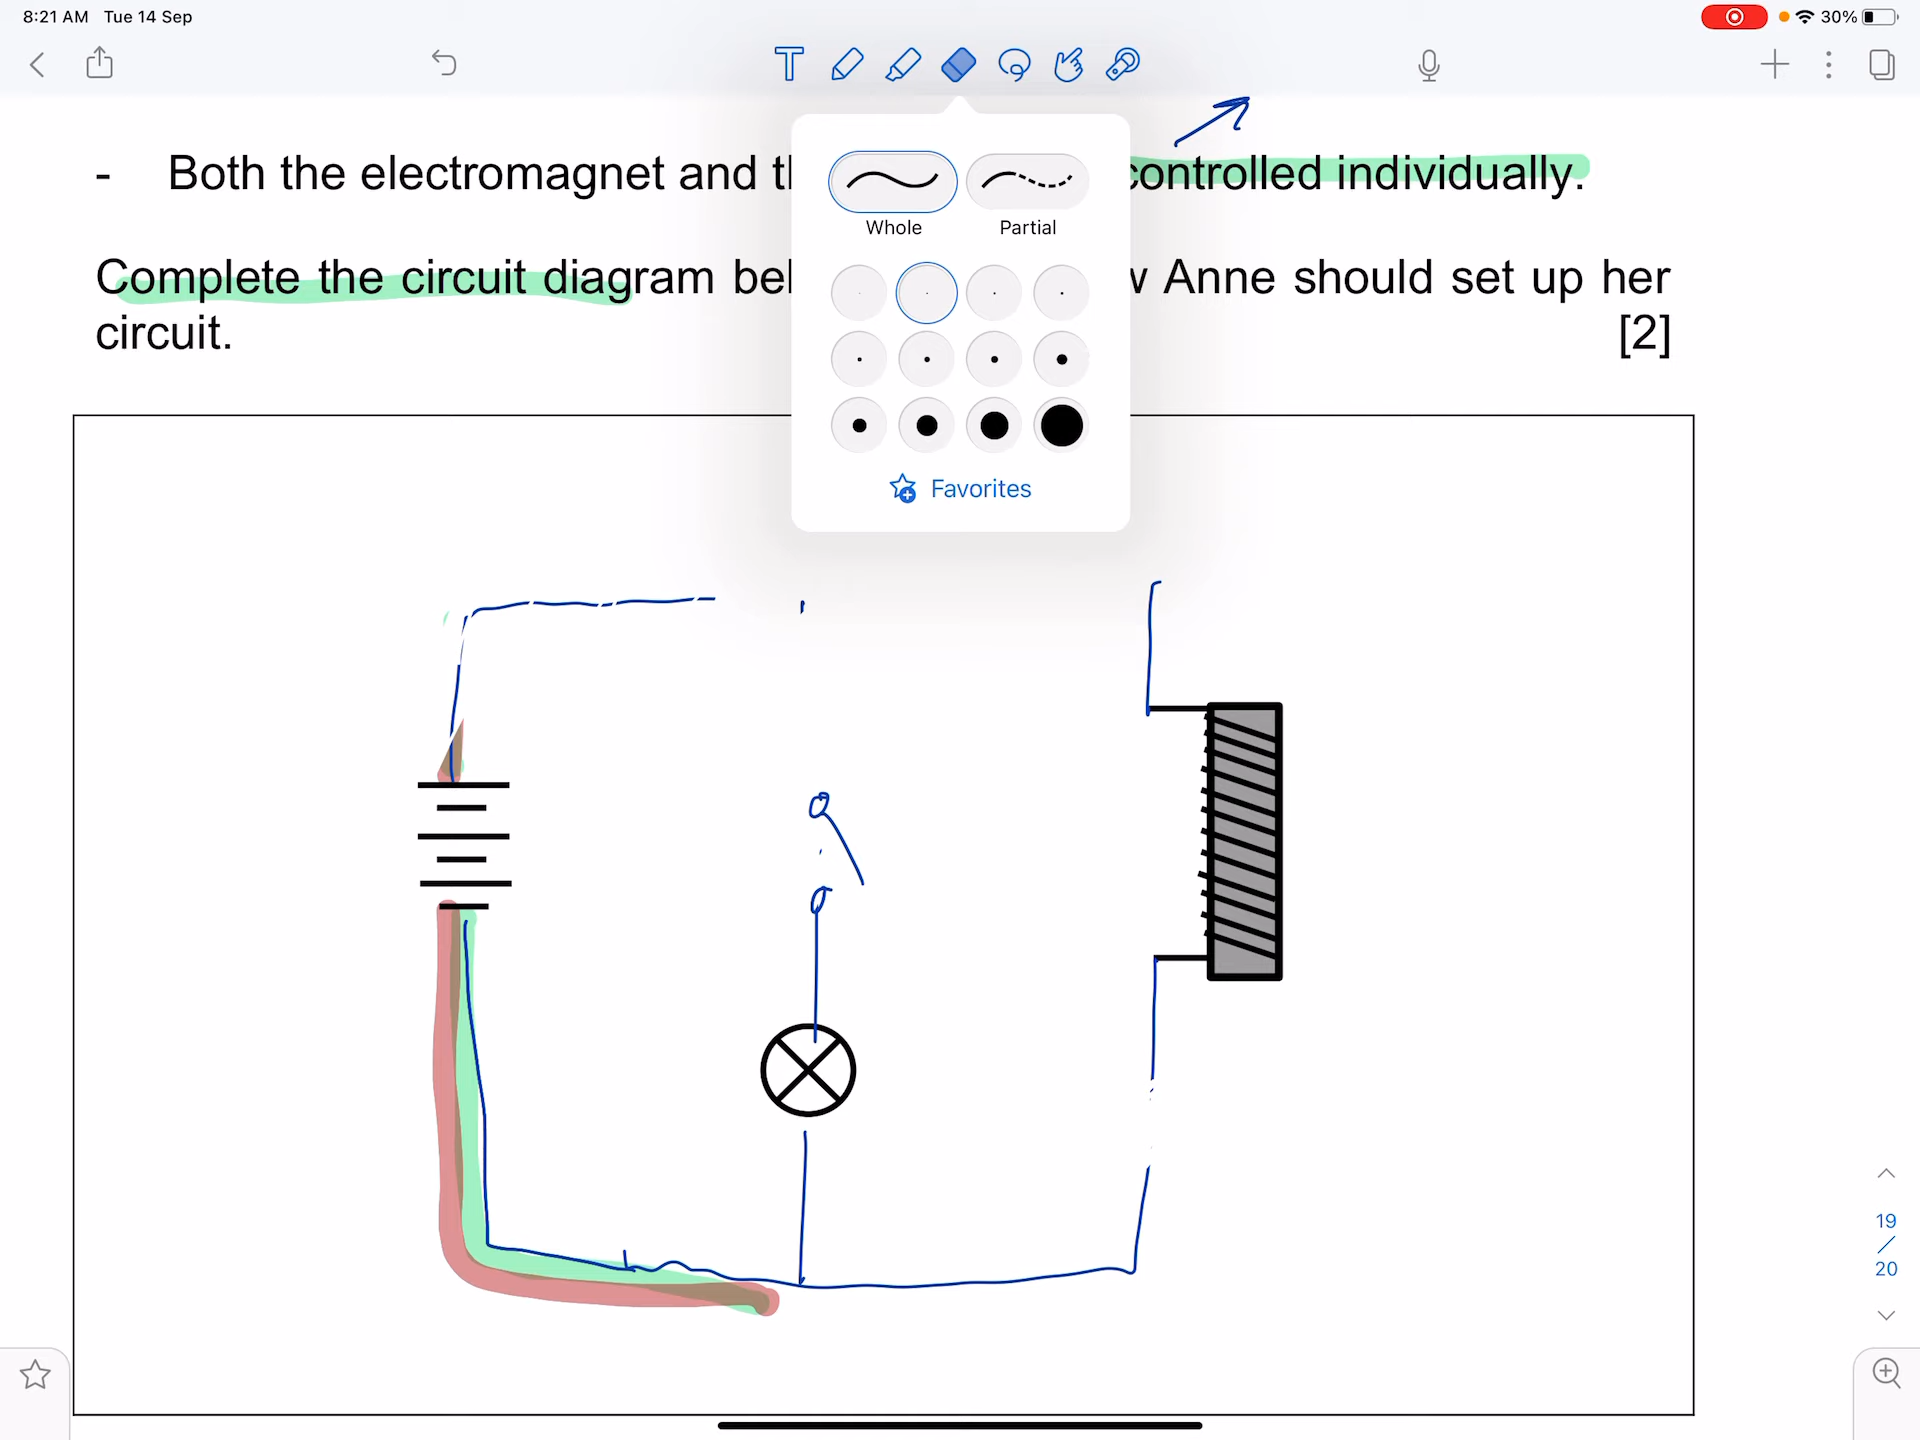 8:21 AM Tue 14 Sep
30%
- Both the electromagnet and controlled individually.
Whole Partial
Complete the circuit diagram Anne should set up her
circuit. [2]
Favorites
19
20